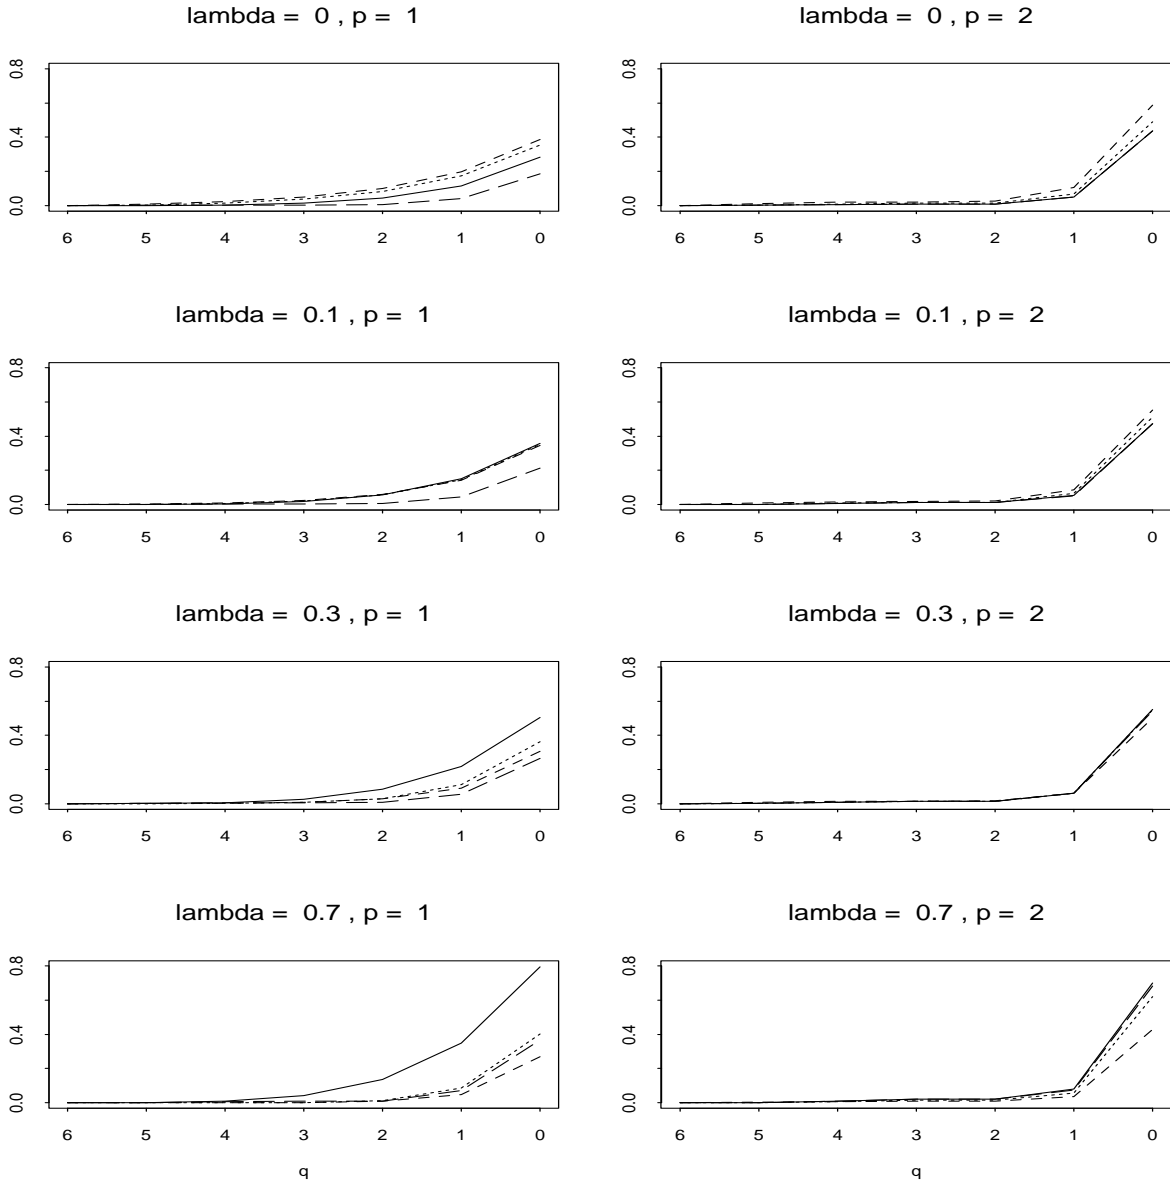 lambda = 0 , p = 1
0.0 0.4 0.8
6 5 4 3 2 1 0
lambda = 0 , p = 2
0.0 0.4 0.8
6 5 4 3 2 1 0
lambda = 0.1 , p = 1
0.0 0.4 0.8
6 5 4 3 2 1 0
lambda = 0.1 , p = 2
0.0 0.4 0.8
6 5 4 3 2 1 0
lambda = 0.3 , p = 1
0.0 0.4 0.8
6 5 4 3 2 1 0
lambda = 0.3 , p = 2
0.0 0.4 0.8
6 5 4 3 2 1 0
lambda = 0.7 , p = 1
0.0 0.4 0.8
6 5 4 3 2 1 0
q
lambda = 0.7 , p = 2
0.0 0.4 0.8
6 5 4 3 2 1 0
q